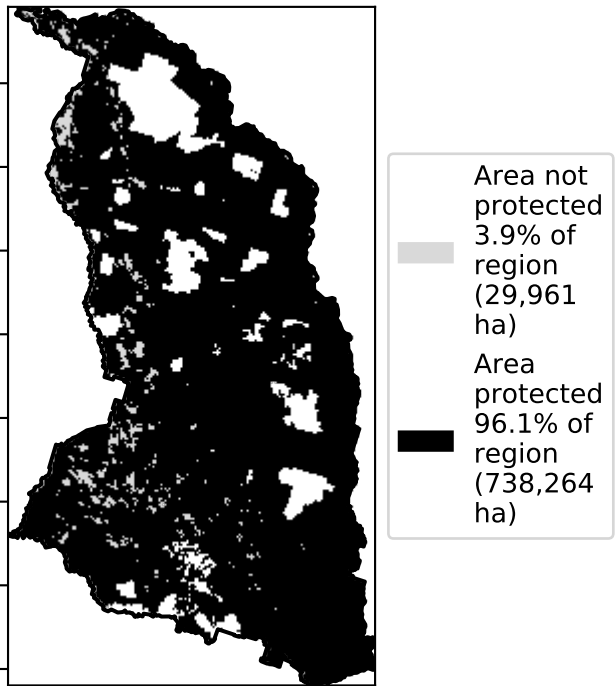 Area not
protected
3.9% of
region
(29,961
ha)
Area
protected
96.1% of
region
(738,264
ha)